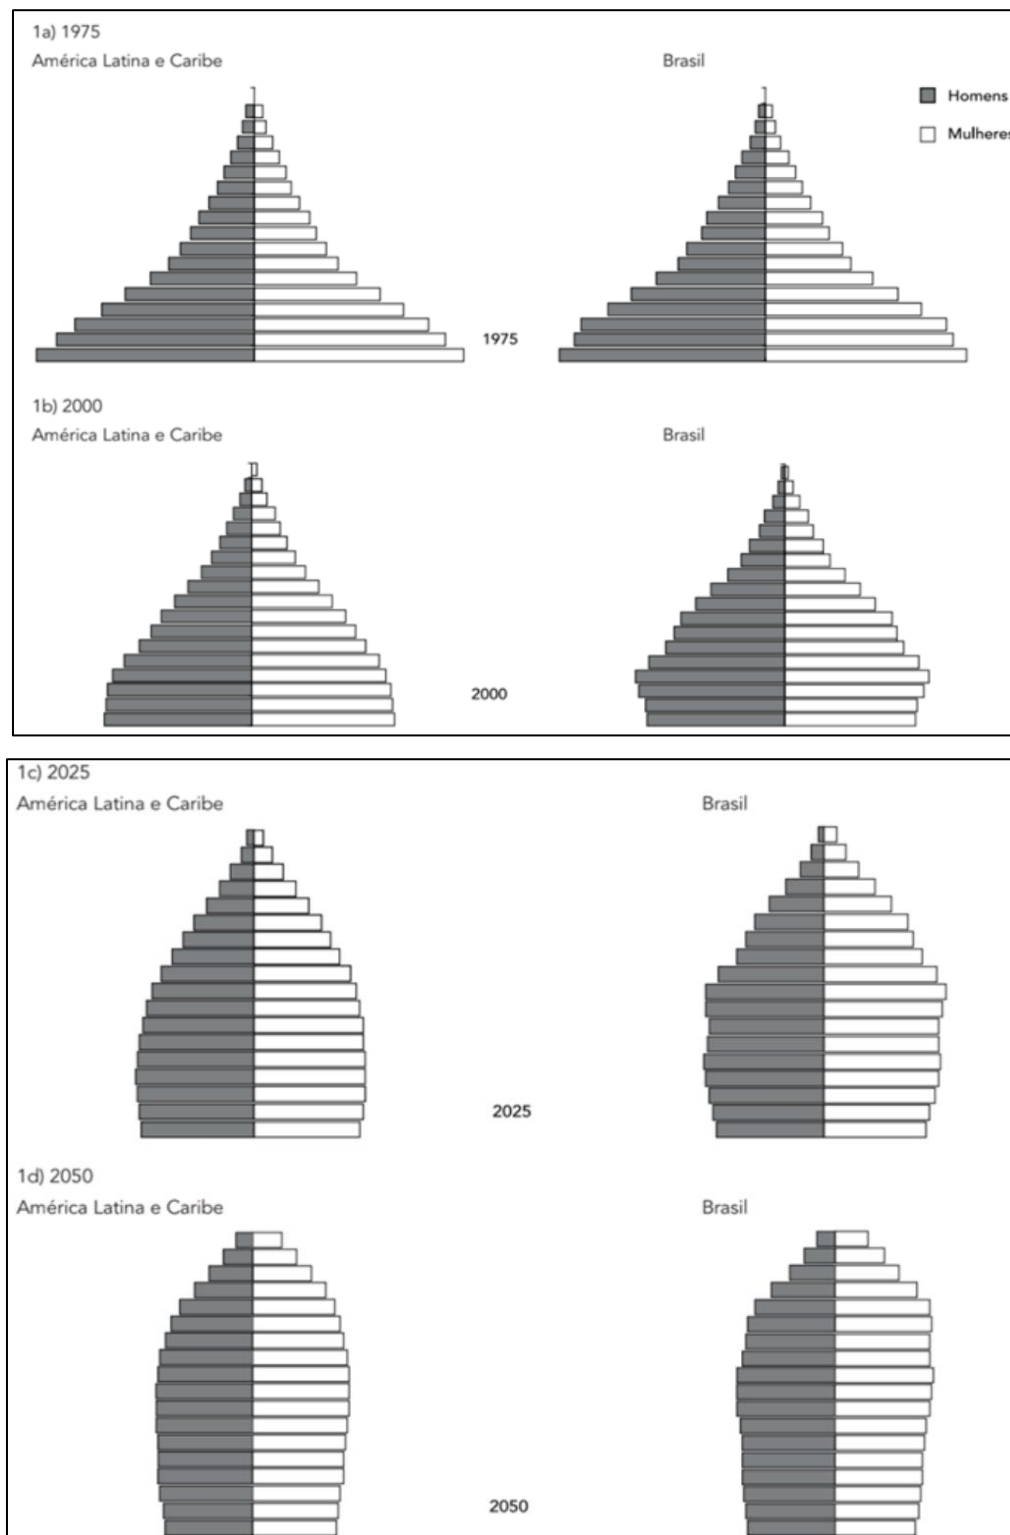 1a) 1975
América Latina e Caribe
Brasil
Homens
Mulheres
1975
1b) 2000
América Latina e Caribe
Brasil
2000
1c) 2025
América Latina e Caribe
Brasil
2025
1d) 2050
América Latina e Caribe
Brasil
2050